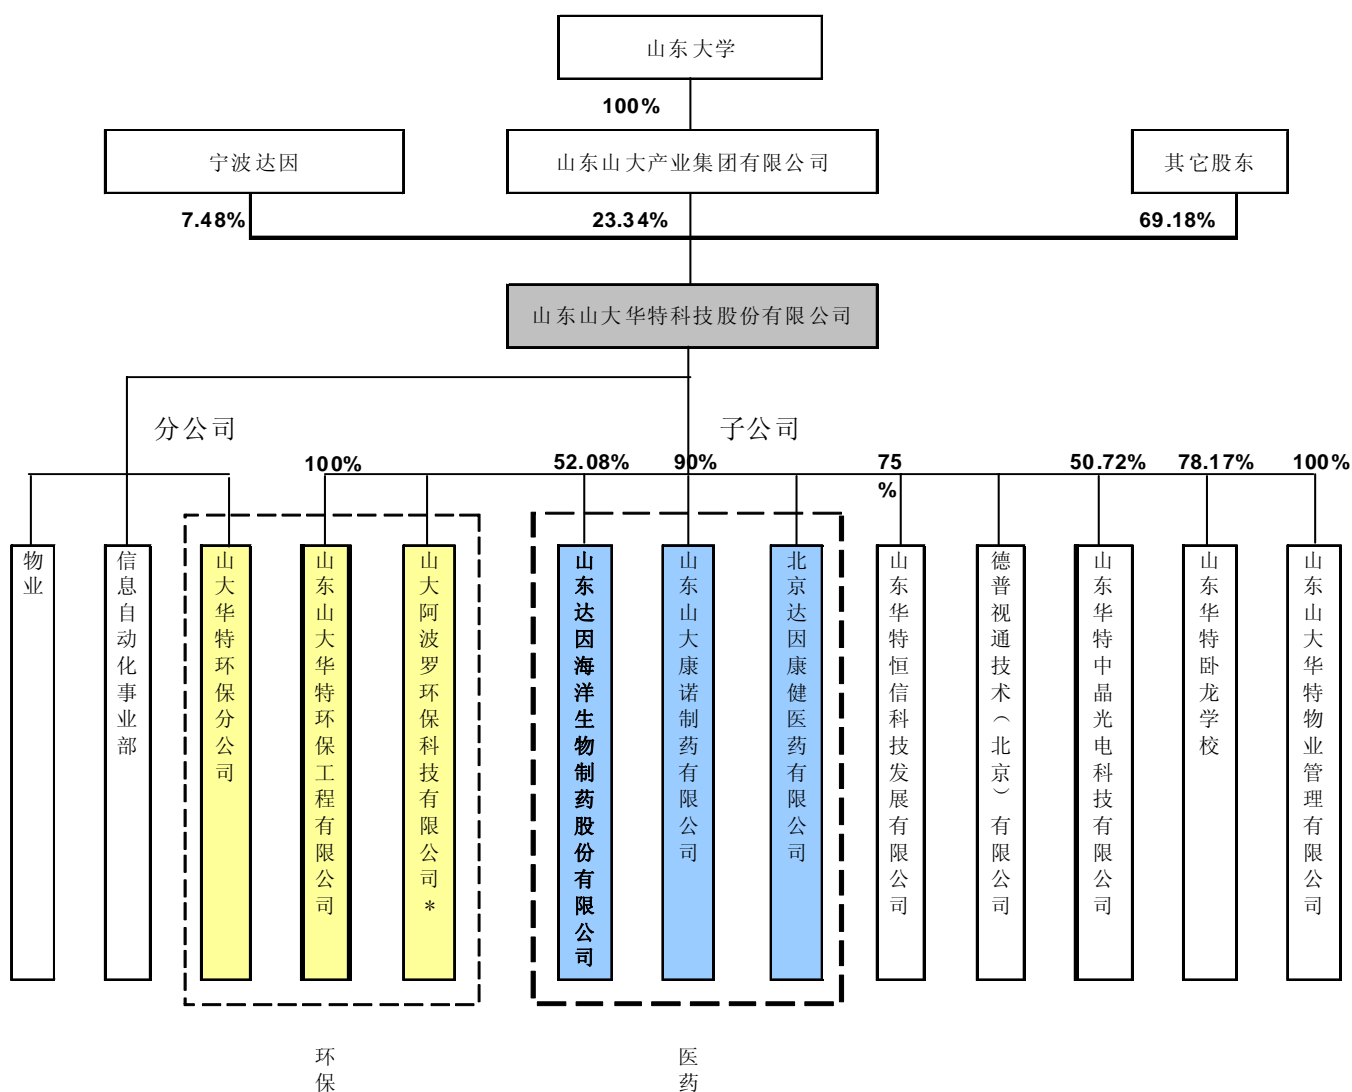 山东大学
100%
宁波达因
山东山大产业集团有限公司
其它股东
7.48%
23.34%
69.18%
山东山大华特科技股份有限公司
分公司
子公司
100%
52.08%
90%
75
%
50.72%
78.17%
100%
物业
信息自动化事业部
山大华特环保分公司
山东山大华特环保工程有限公司
山大阿波罗环保科技有限公司*
山东达因海洋生物制药股份有限公司
山东山大康诺制药有限公司
北京达因康健医药有限公司
山东华特恒信科技发展有限公司
德普视通技术（北京）有限公司
山东华特中晶光电科技有限公司
山东华特卧龙学校
山东山大华特物业管理有限公司
环保
医药